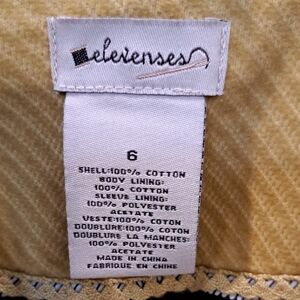 elevenses
6
SHELL:100% COTTON
BODY LINING:
100% COTTON
SLEEVE LINING:
100% POLYESTER
ACETATE
VESTE:100% COTON
DOUBLURE:100% COTON
DOUBLURE LA MANCHES:
100% POLYESTER
ACETATE
MADE IN CHINA
FABRIQUE EN CHINE